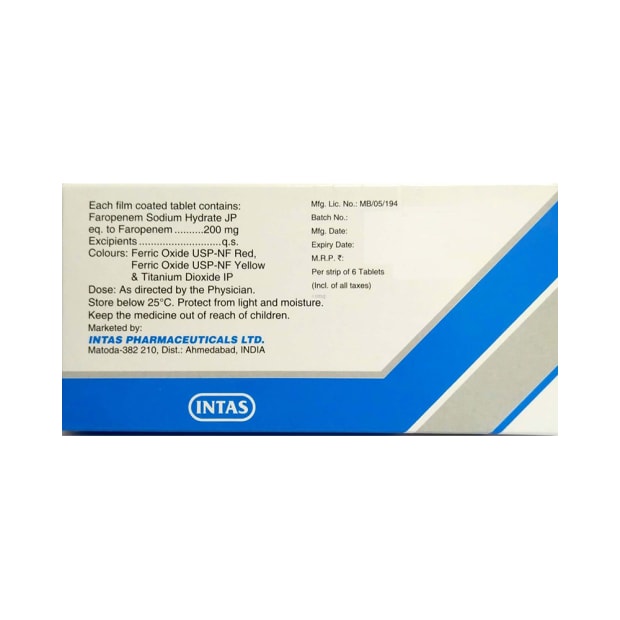 Each film coated tablet contains:
Faropenem Sodium Hydrate JP
eq. to Faropenem..........200 mg
Excipients............................q.s.
Colours: Ferric Oxide USP-NF Red,
Ferric Oxide USP-NF Yellow
& Titanium Dioxide IP
Dose: As directed by the Physician.
Store below 25°C. Protect from light and moisture.
Keep the medicine out of reach of children.
Marketed by:
INTAS PHARMACEUTICALS LTD.
Matoda-382 210, Dist.: Ahmedabad, INDIA
Mfg. Lic. No.: MB/05/194
Batch No.:
Mfg. Date:
Expiry Date:
M.R.P. ₹:
Per strip of 6 Tablets
(Incl. of all taxes)
INTAS